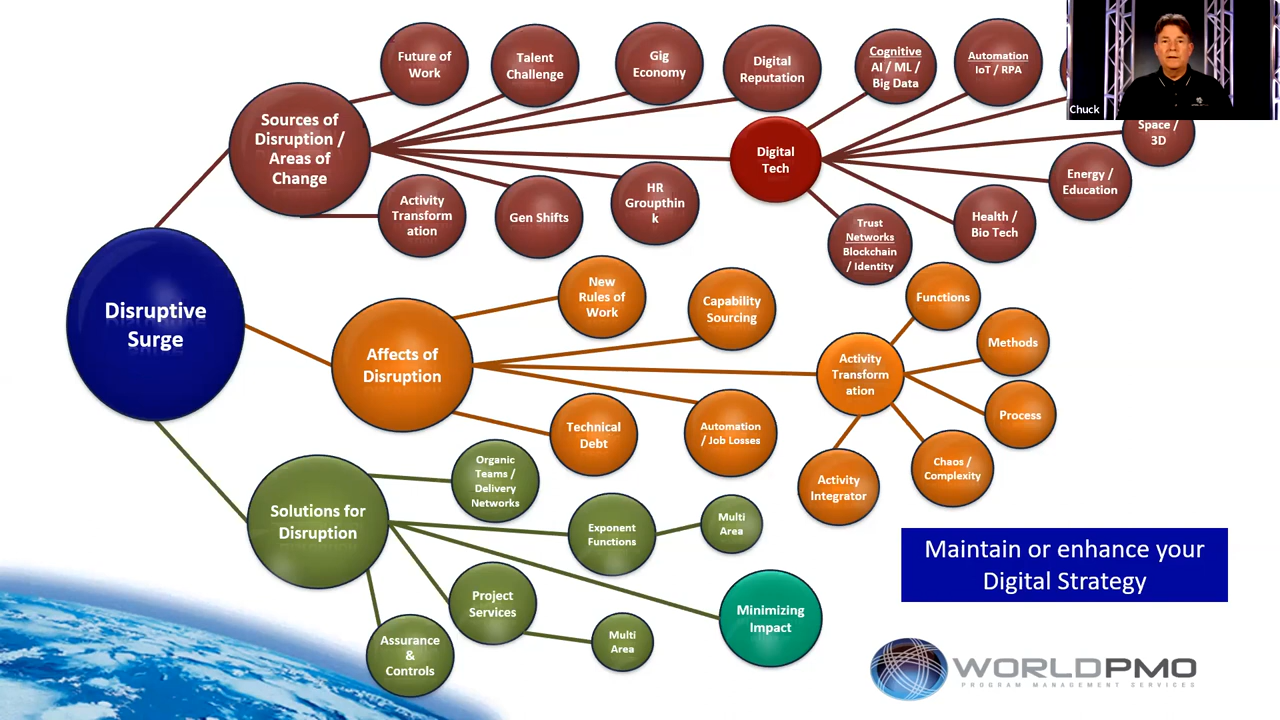 Future of
Work
Talent
Challenge
Gig
Economy
Digital
Reputation
Cognitive
AI / ML /
Big Data
Automation
IoT / RPA
Chuck
Space /
3D
Sources of
Disruption /
Areas of
Change
Digital
Tech
Energy /
Education
Activity
Transform
ation
Gen Shifts
HR
Groupthin
k
Trust
Networks
Blockchain
/ Identity
Health /
Bio Tech
Disruptive
Surge
Affects of
Disruption
New
Rules of
Work
Capability
Sourcing
Functions
Activity
Transform
ation
Methods
Process
Technical
Debt
Automation
/ Job Losses
Chaos /
Complexity
Activity
Integrator
Solutions for
Disruption
Organic
Teams /
Delivery
Networks
Exponent
Functions
Multi
Area
Project
Services
Multi
Area
Minimizing
Impact
Assurance
&
Controls
Maintain or enhance your
Digital Strategy
WORLDPMO
PROGRAM MANAGEMENT SERVICES